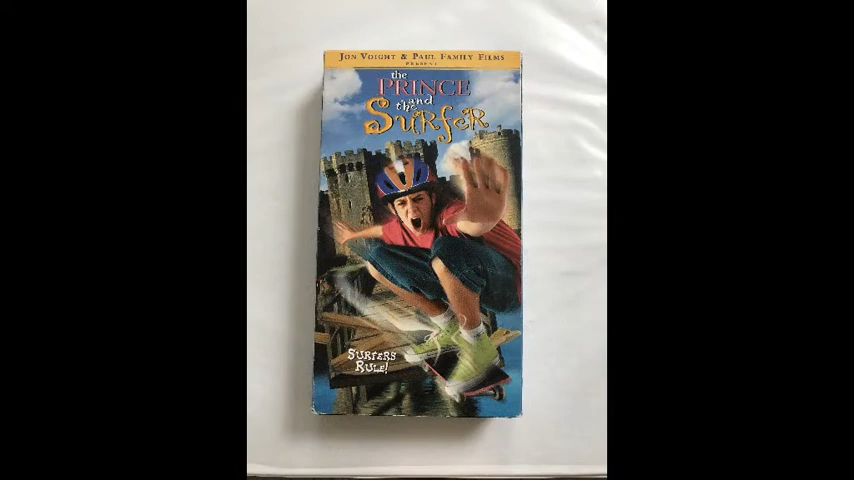 JON VOIGHT & PAUL FAMILY FILMS
PRESENT
the
PRINCE
and
the
SURFER
SURFERS
RULE!